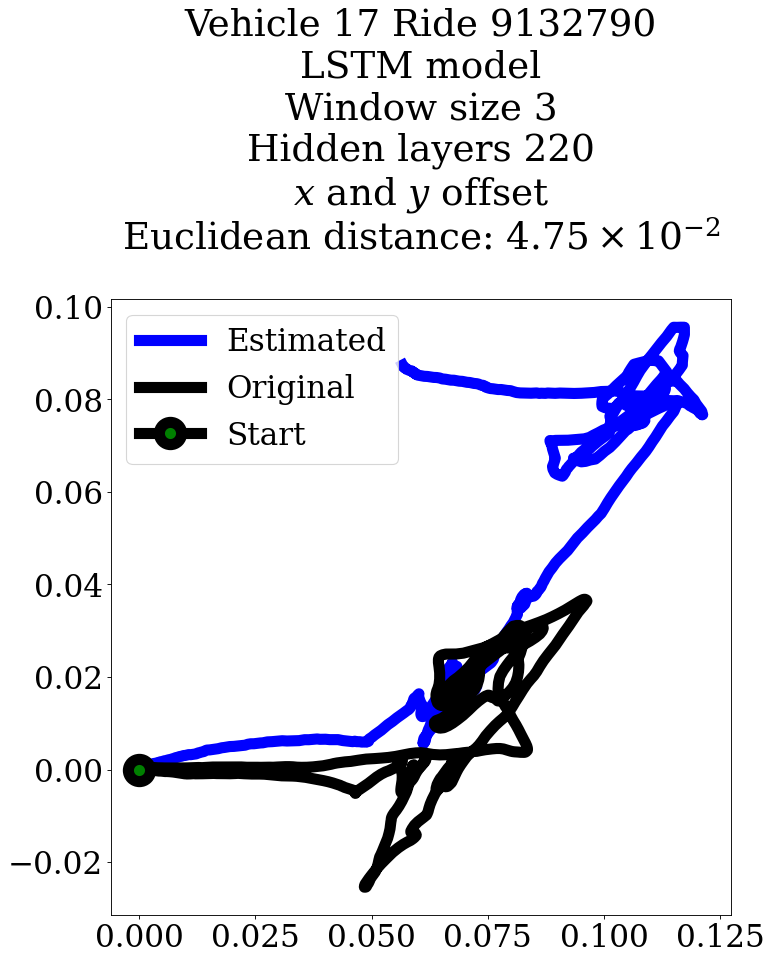 Vehicle 17 Ride 9132790
LSTM model
Window size 3
Hidden layers 220
x and y offset
Euclidean distance: 4.75 × 10⁻²
0.10
0.08
0.06
0.04
0.02
0.00
−0.02
Estimated
Original
Start
0.000 0.025 0.050 0.075 0.100 0.125